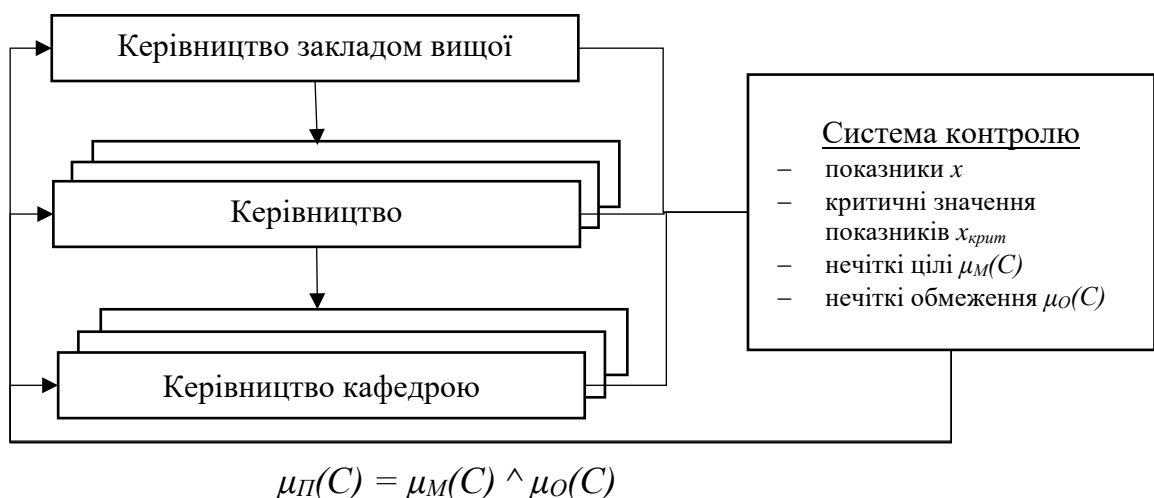 Керівництво закладом вищої
Керівництво
Керівництво кафедрою
Система контролю
– показники x
– критичні значення
показників xкрит
– нечіткі цілі μM(C)
– нечіткі обмеження μO(C)
μП(C) = μM(C) ^ μO(C)